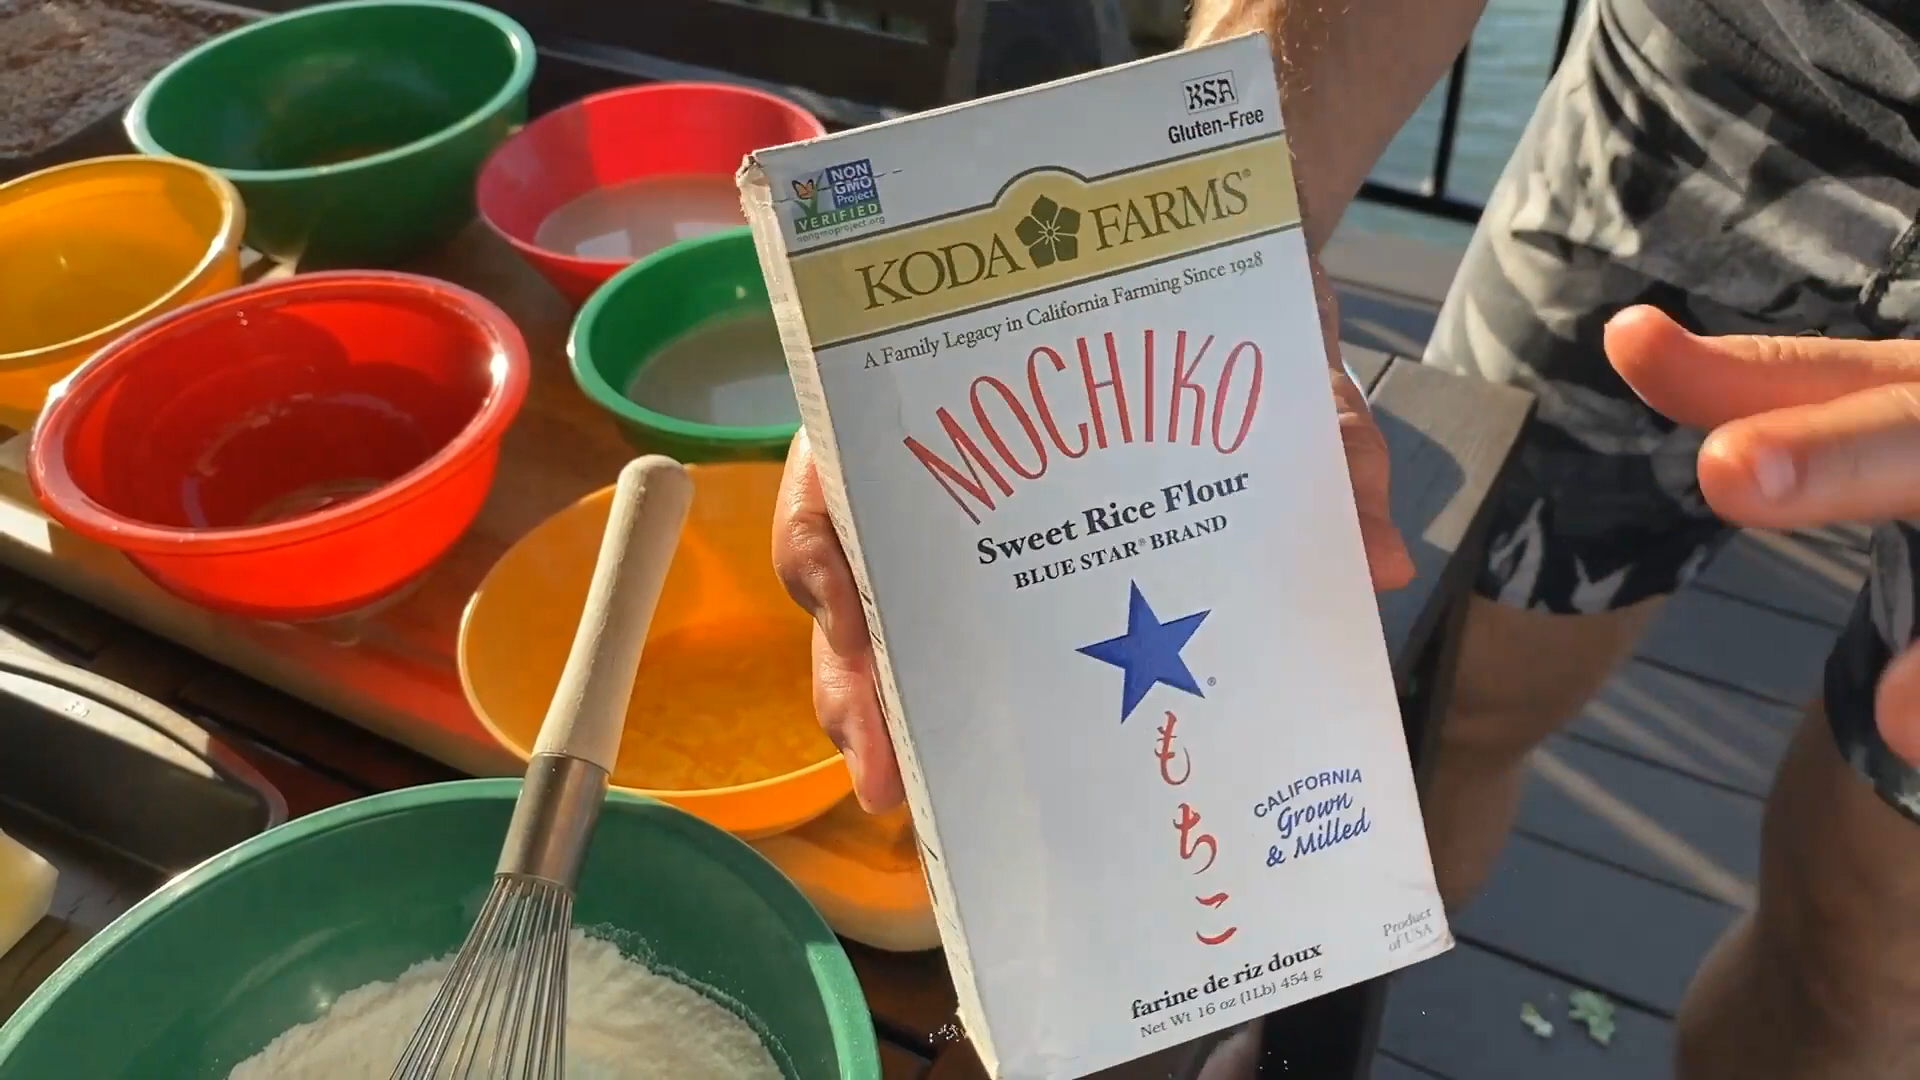 KSA
Gluten-Free
NON
GMO
Project
VERIFIED
nongmoproject.org
KODA FARMS®
A Family Legacy in California Farming Since 1928
MOCHIKO
Sweet Rice Flour
BLUE STAR® BRAND
®
もちこ
CALIFORNIA
Grown
& Milled
Product
of USA
farine de riz doux
Net Wt 16 oz (1Lb) 454 g